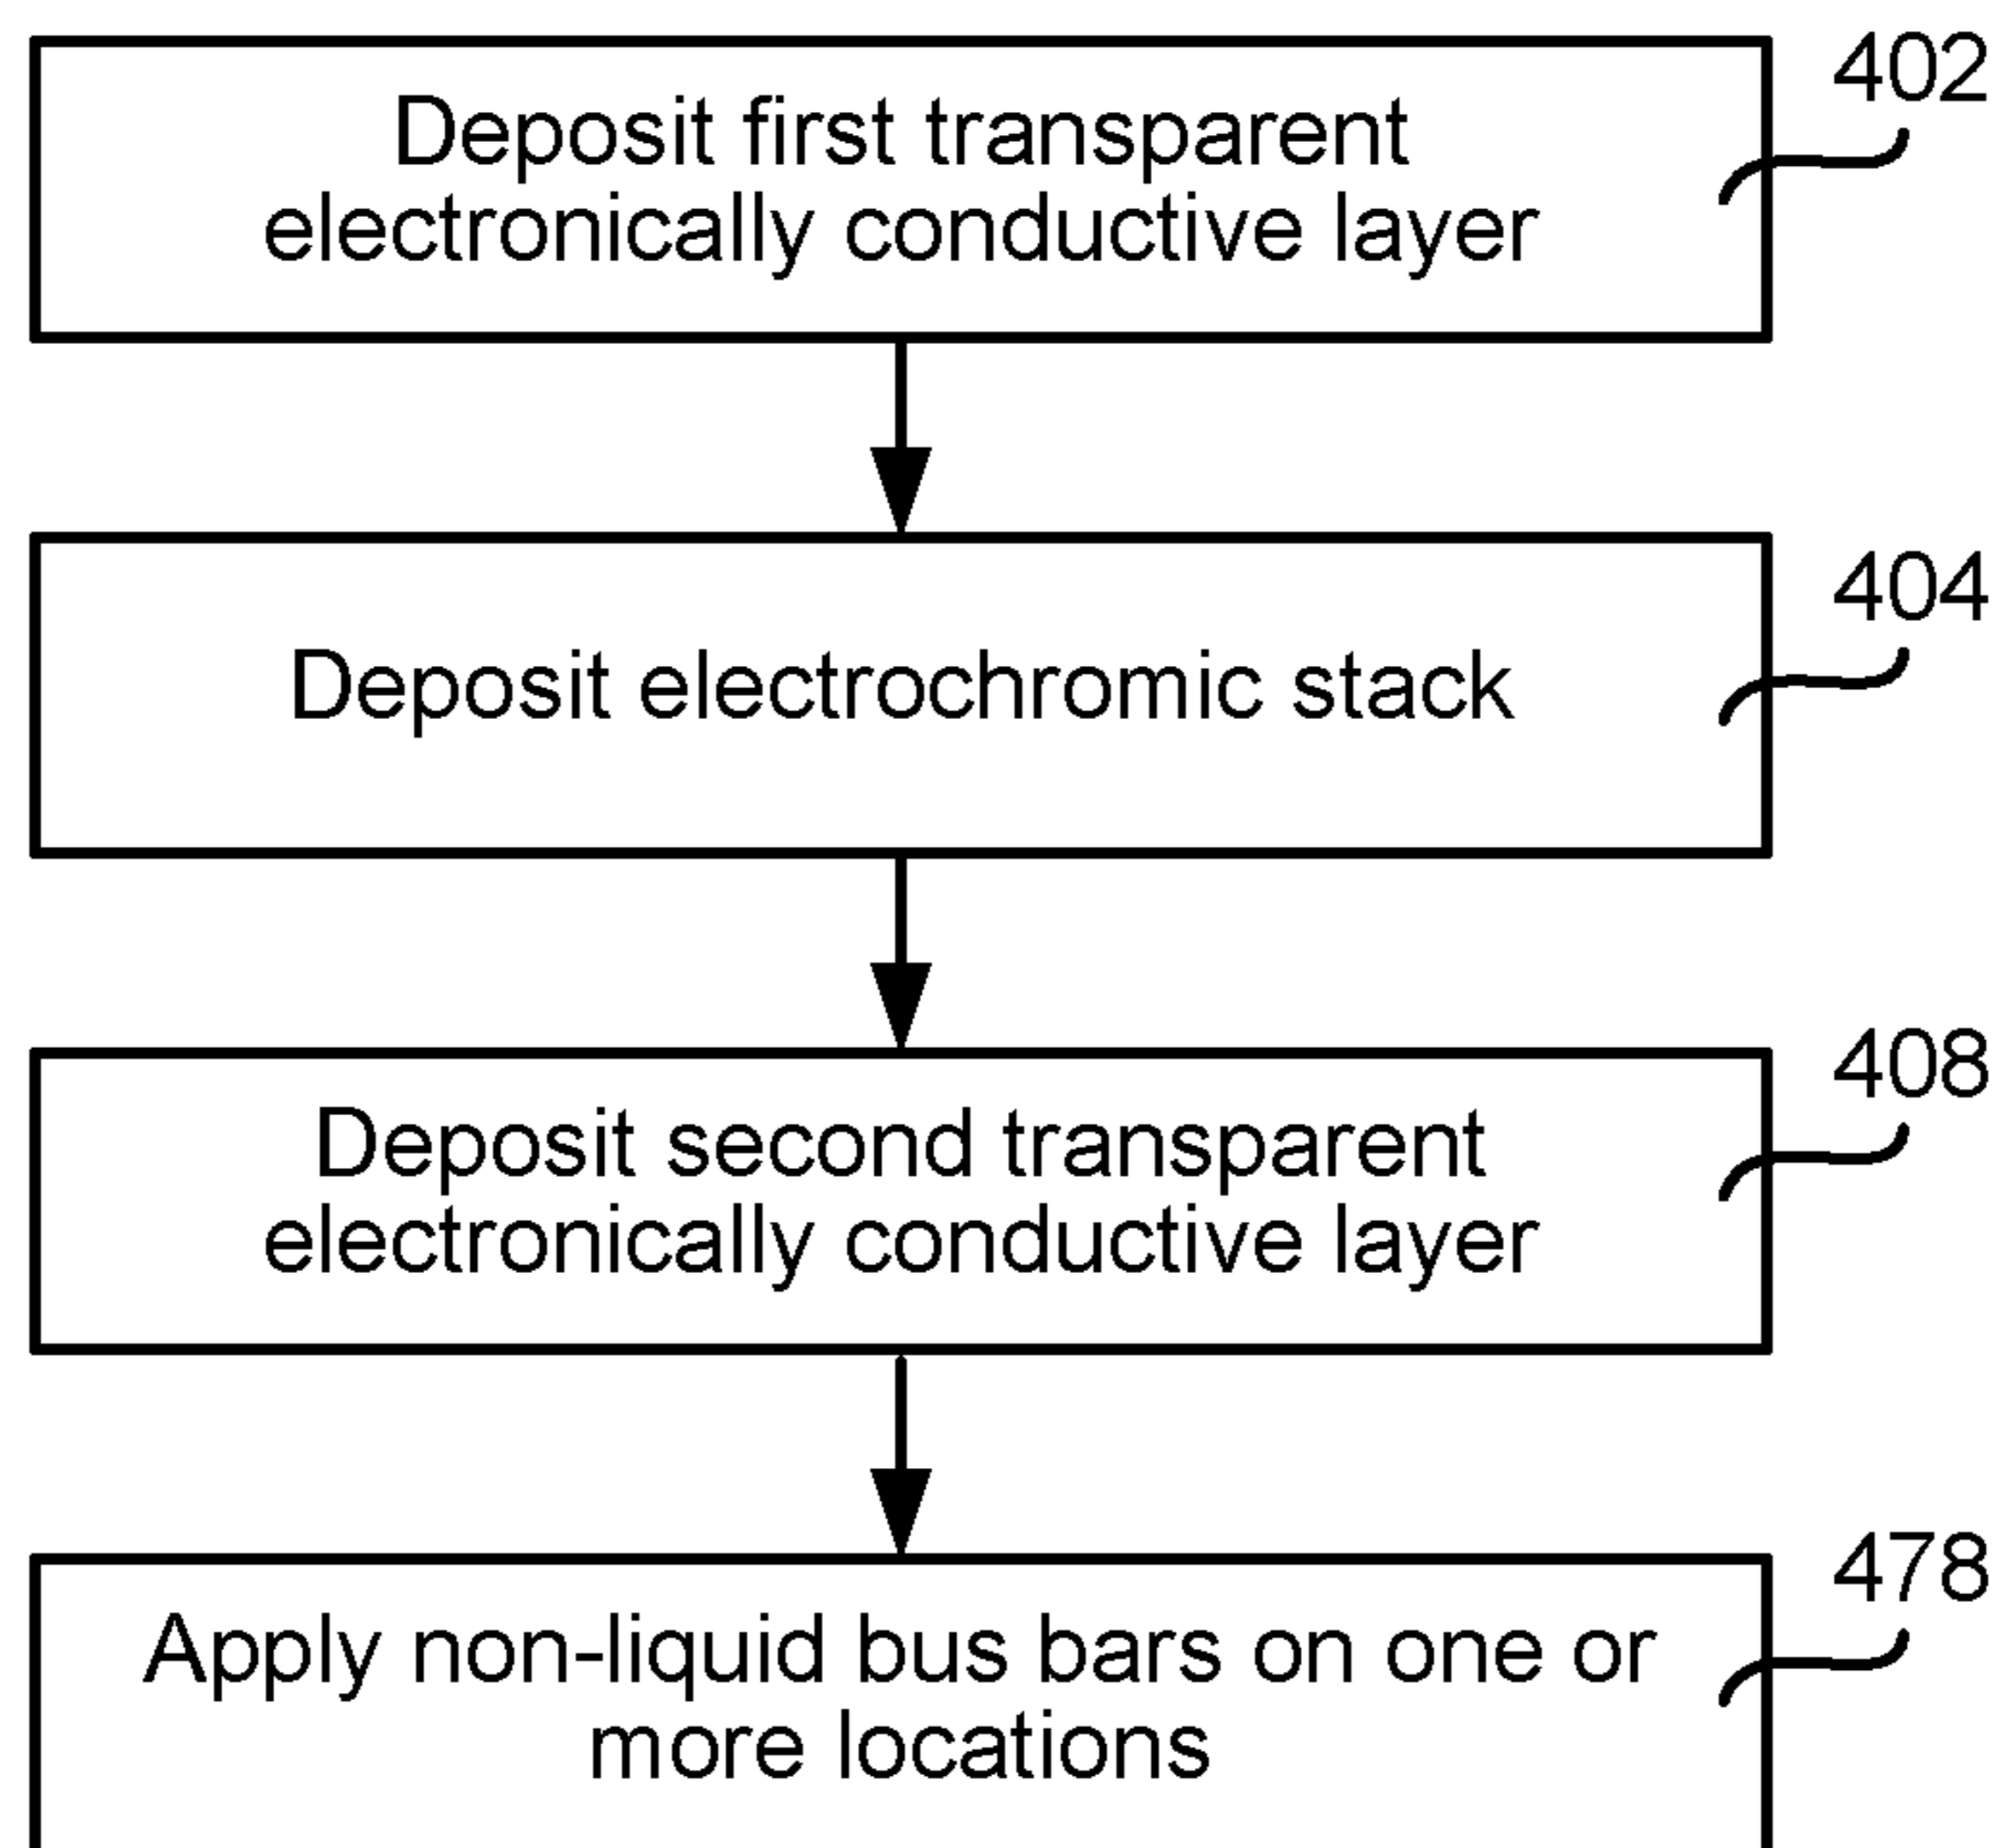 402
Deposit first transparent
electronically conductive layer
404
Deposit electrochromic stack
408
Deposit second transparent
electronically conductive layer
478
Apply non-liquid bus bars on one or
more locations